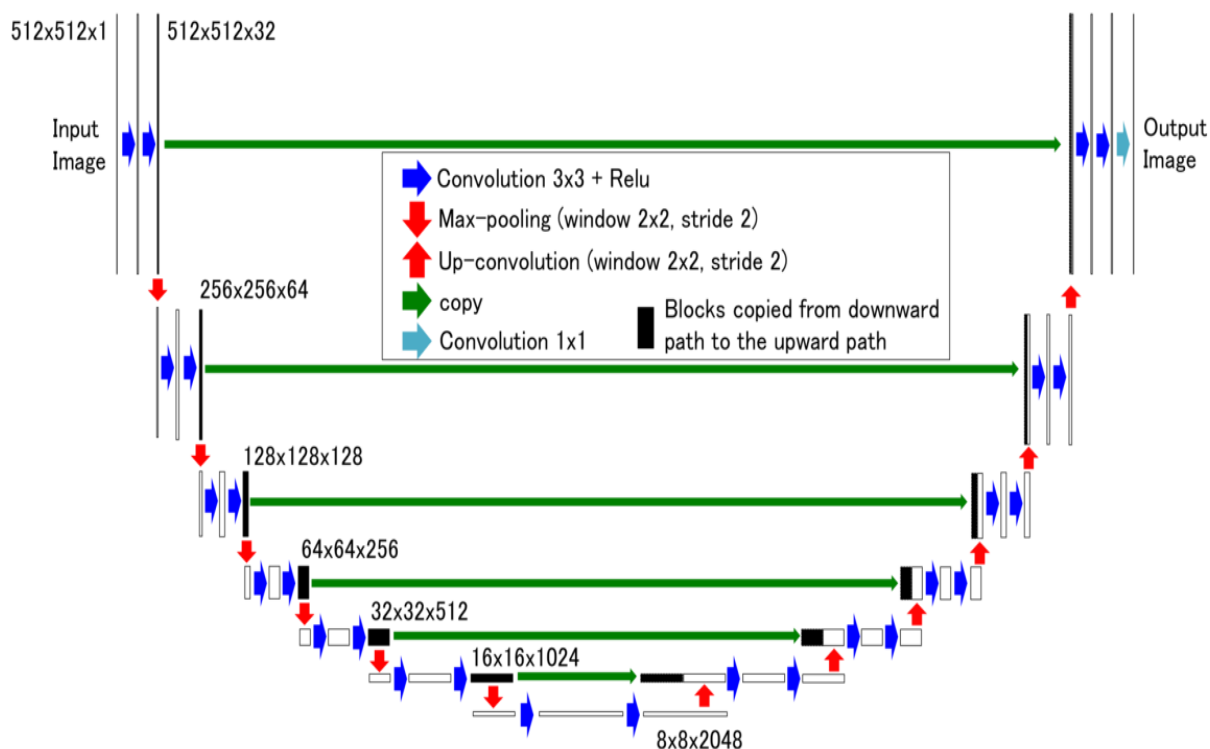 512x512x1
512x512x32
Input
Image
Output
Image
Convolution 3x3 + Relu
Max-pooling (window 2x2, stride 2)
Up-convolution (window 2x2, stride 2)
copy
Convolution 1x1
Blocks copied from downward
path to the upward path
256x256x64
128x128x128
64x64x256
32x32x512
16x16x1024
8x8x2048